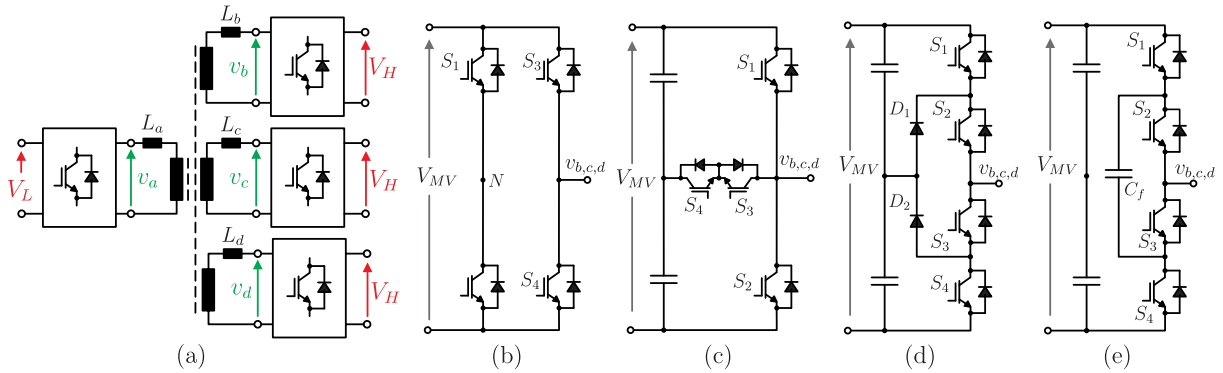 L_b
v_b
V_H
L_a
V_L
v_a
L_c
v_c
V_H
L_d
v_d
V_H
(a)
S_1
S_3
V_MV
N
v_b,c,d
S_4
(b)
S_1
V_MV
v_b,c,d
S_4
S_3
S_2
(c)
S_1
D_1
S_2
V_MV
v_b,c,d
D_2
S_3
S_4
(d)
S_1
S_2
V_MV
C_f
v_b,c,d
S_3
S_4
(e)